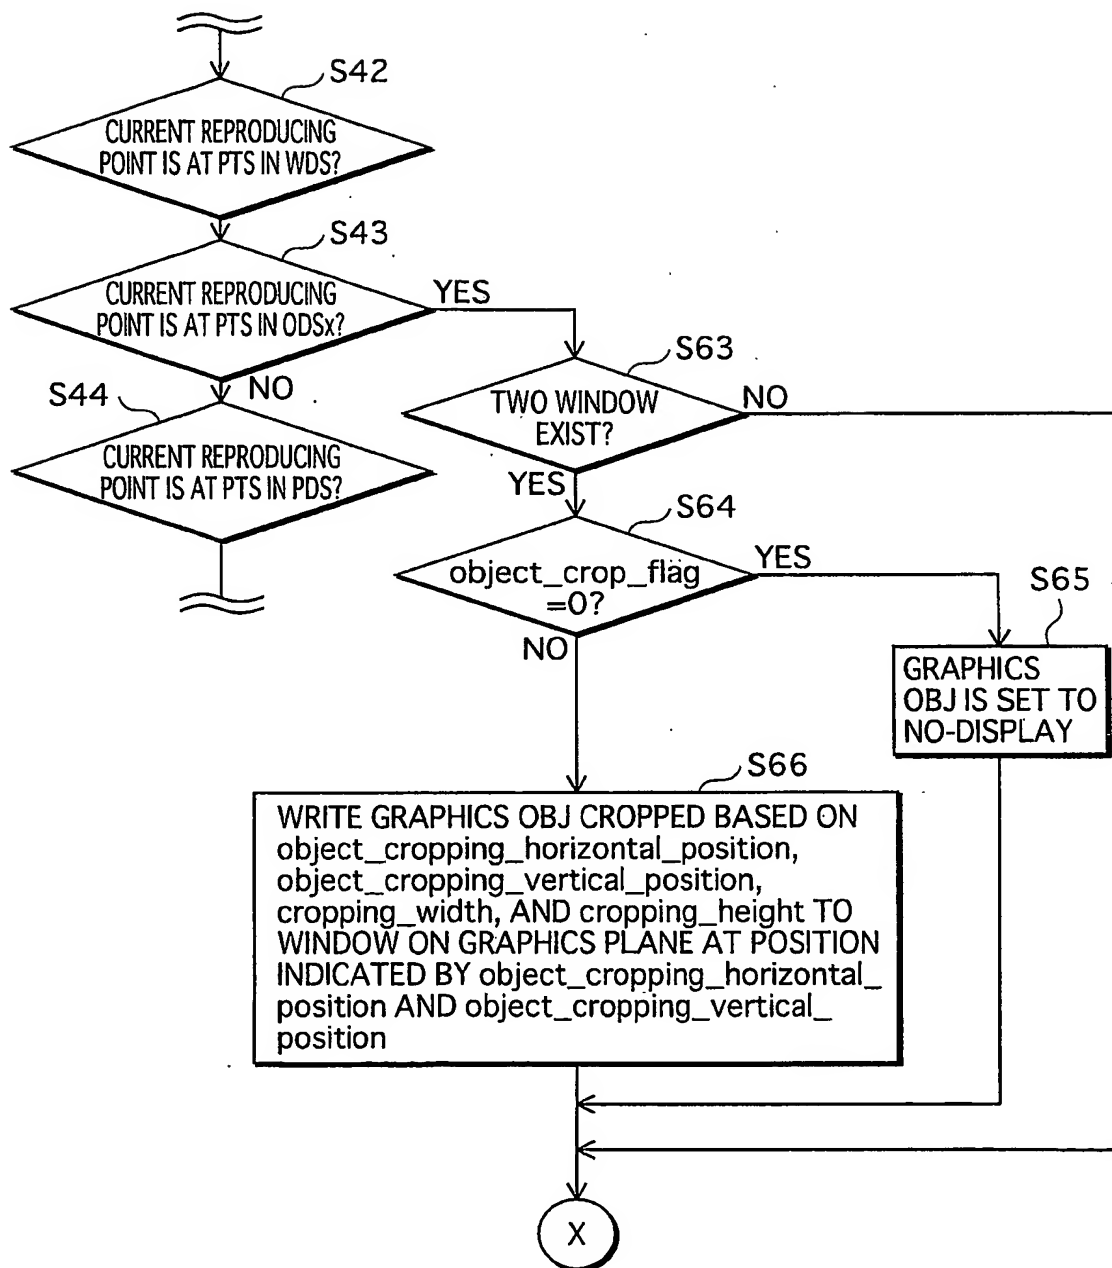 S42
CURRENT REPRODUCING
POINT IS AT PTS IN WDS?
S43
CURRENT REPRODUCING
POINT IS AT PTS IN ODSx?
YES
NO
S44
CURRENT REPRODUCING
POINT IS AT PTS IN PDS?
S63
TWO WINDOW
EXIST?
NO
YES
S64
object_crop_flag
=0?
YES
NO
S65
GRAPHICS
OBJ IS SET TO
NO-DISPLAY
S66
WRITE GRAPHICS OBJ CROPPED BASED ON
object_cropping_horizontal_position,
object_cropping_vertical_position,
cropping_width, AND cropping_height TO
WINDOW ON GRAPHICS PLANE AT POSITION
INDICATED BY object_cropping_horizontal_
position AND object_cropping_vertical_
position
X